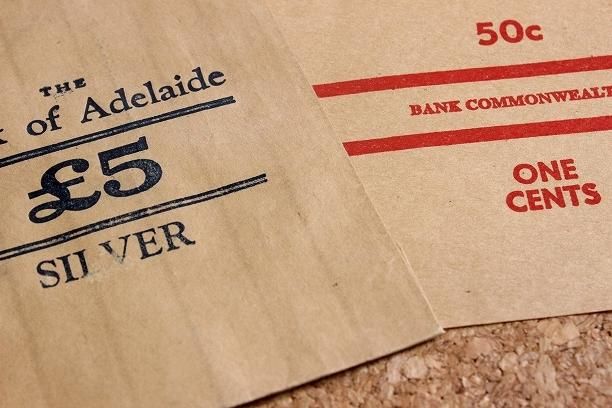 THE
of Adelaide
£5
SILVER
50c
BANK COMMONWEALT
ONE
CENTS